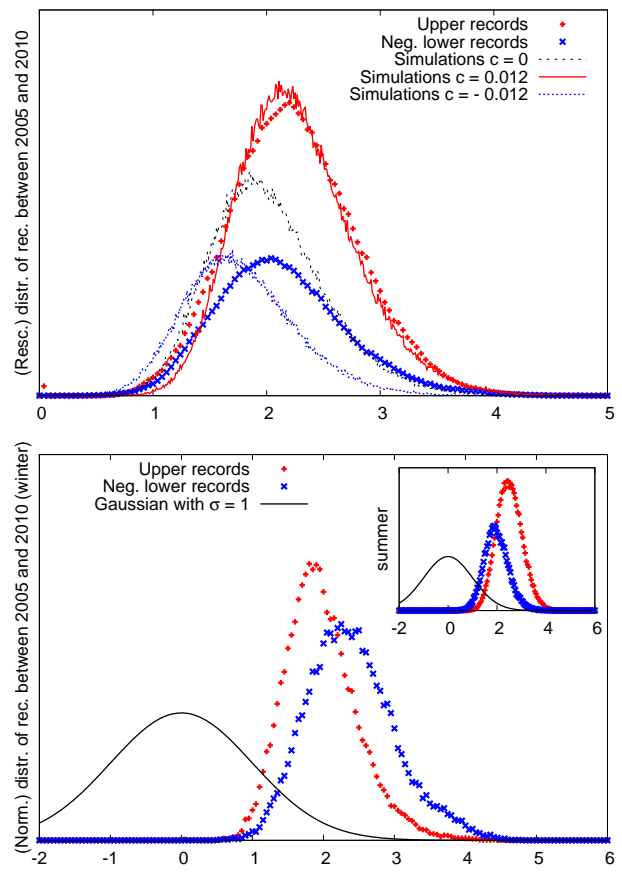 (Resc.) distr. of rec. between 2005 and 2010
Upper records
Neg. lower records
Simulations c = 0
Simulations c = 0.012
Simulations c = - 0.012
0 1 2 3 4 5
(Norm.) distr. of rec. between 2005 and 2010 (winter)
Upper records
Neg. lower records
Gaussian with σ = 1
summer
-2 0 2 4 6
-2 -1 0 1 2 3 4 5 6